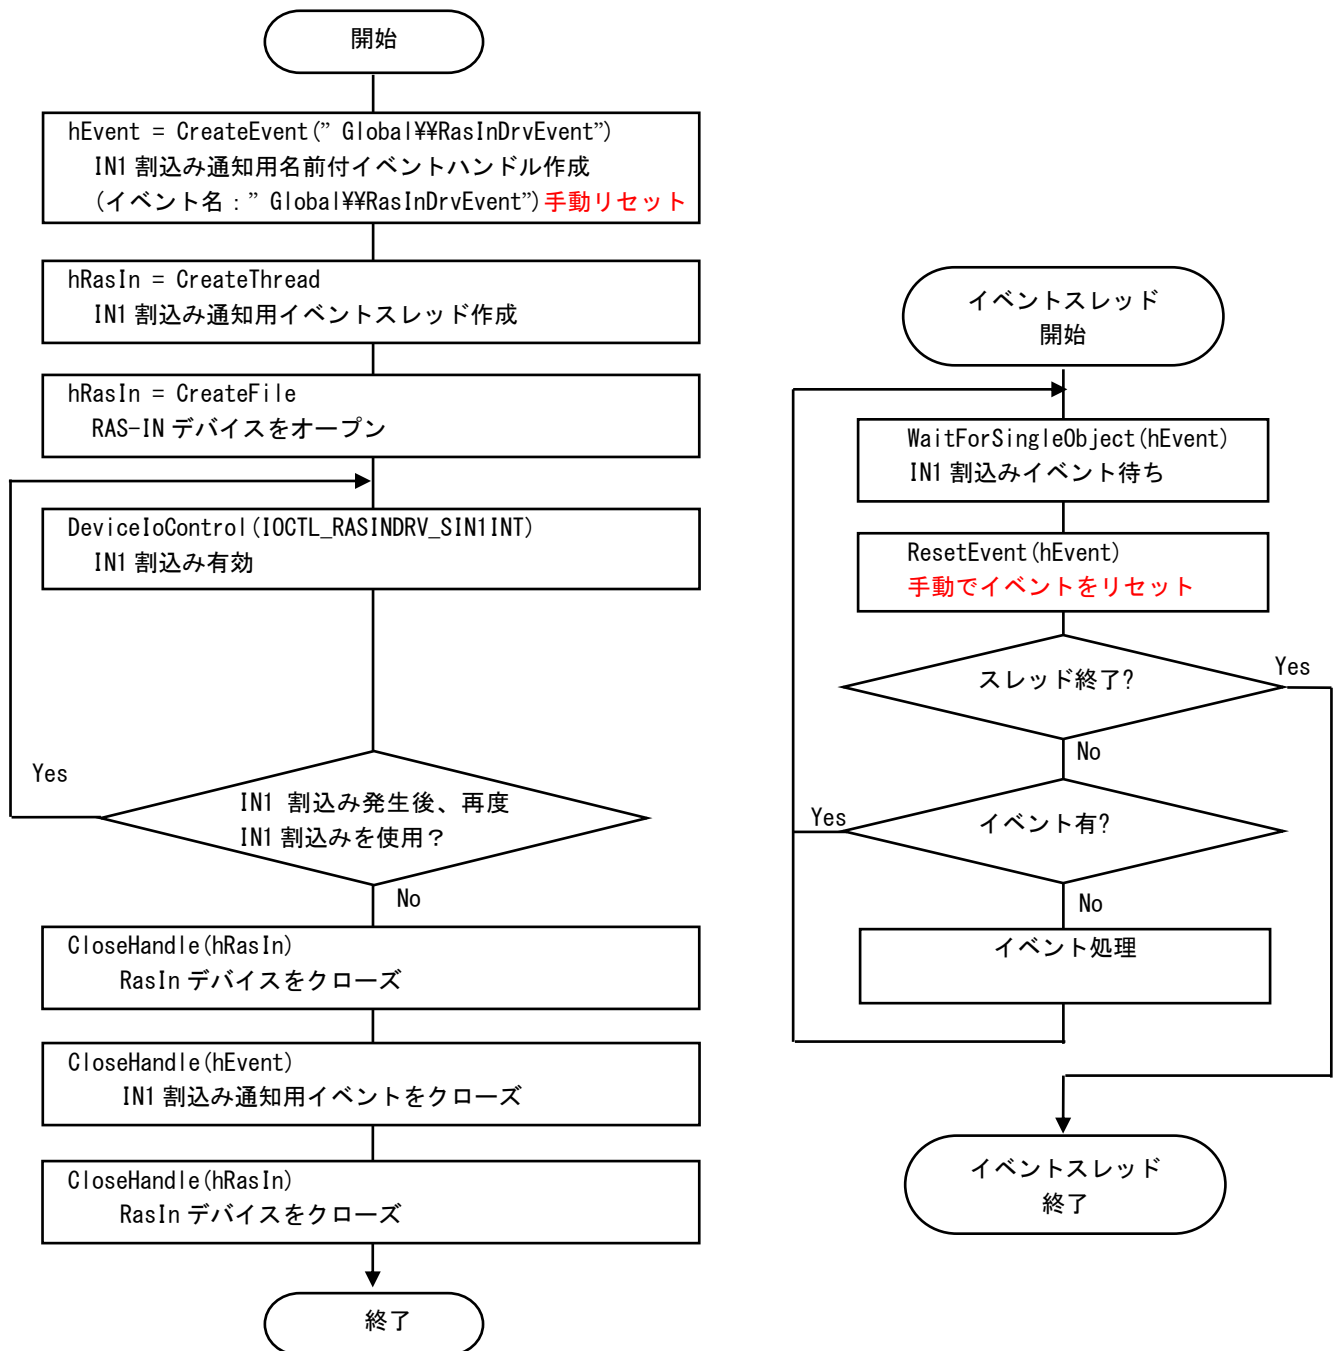 開始
hEvent = CreateEvent(” Global¥¥RasInDrvEvent”)
IN1 割込み通知用名前付イベントハンドル作成
(イベント名：” Global¥¥RasInDrvEvent”)手動リセット
hRasIn = CreateThread
IN1 割込み通知用イベントスレッド作成
hRasIn = CreateFile
RAS-IN デバイスをオープン
DeviceIoControl(IOCTL_RASINDRV_SIN1INT)
IN1 割込み有効
Yes
IN1 割込み発生後、再度
IN1 割込みを使用？
No
CloseHandle(hRasIn)
RasIn デバイスをクローズ
CloseHandle(hEvent)
IN1 割込み通知用イベントをクローズ
CloseHandle(hRasIn)
RasIn デバイスをクローズ
終了
イベントスレッド
開始
WaitForSingleObject(hEvent)
IN1 割込みイベント待ち
ResetEvent(hEvent)
手動でイベントをリセット
スレッド終了?
Yes
No
イベント有?
Yes
No
イベント処理
イベントスレッド
終了